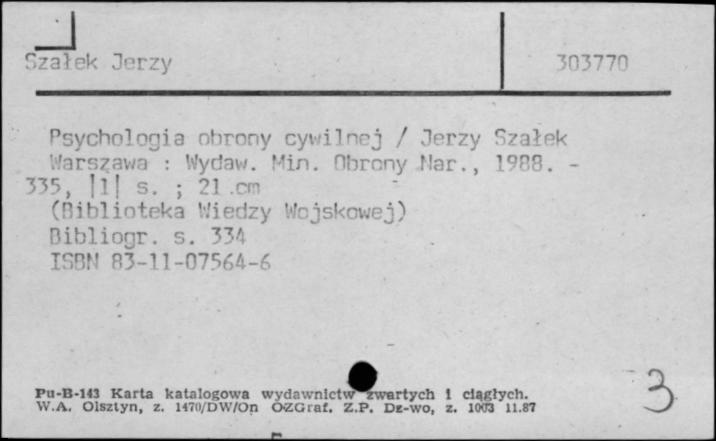 Szałek Jerzy 303770
Psychologia obrony cywilnej / Jerzy Szałek
Warszawa : Wydaw. Min. Obrony Nar., 1988. -
335, |1| s. ; 21 cm
(Biblioteka Wiedzy Wojskowej)
Bibliogr. s. 334
ISBN 83-11-07564-6
Pu-B-143 Karta katalogowa wydawnictw zwartych i ciągłych.
W.A. Olsztyn, z. 1470/DW/Op OZGraf. Z.P. Dz-wo, z. 1003 11.87
3